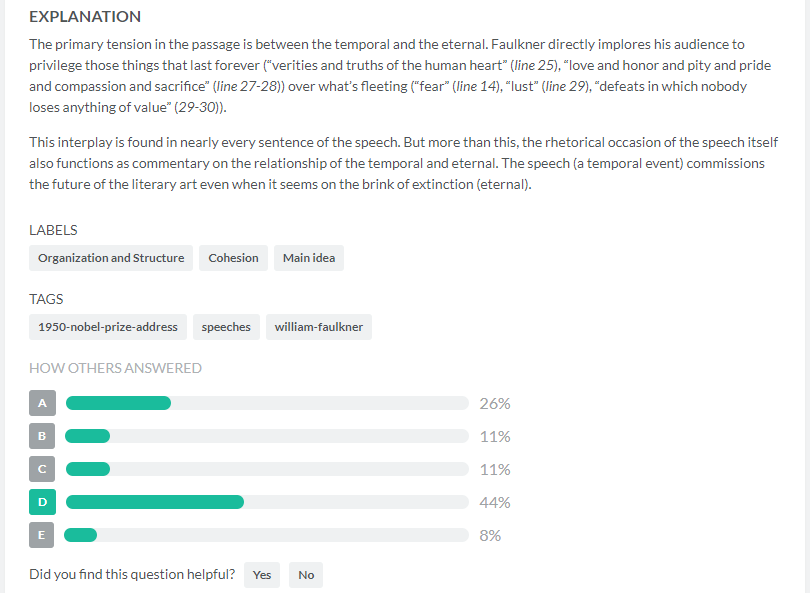 EXPLANATION
The primary tension in the passage is between the temporal and the eternal. Faulkner directly implores his audience to
privilege those things that last forever (“verities and truths of the human heart” (line 25), “love and honor and pity and pride
and compassion and sacrifice” (line 27-28)) over what’s fleeting (“fear” (line 14), “lust” (line 29), “defeats in which nobody
loses anything of value” (29-30)).
This interplay is found in nearly every sentence of the speech. But more than this, the rhetorical occasion of the speech itself
also functions as commentary on the relationship of the temporal and eternal. The speech (a temporal event) commissions
the future of the literary art even when it seems on the brink of extinction (eternal).
LABELS
Organization and Structure Cohesion Main idea
TAGS
1950-nobel-prize-address speeches william-faulkner
HOW OTHERS ANSWERED
A 26%
B 11%
C 11%
D 44%
E 8%
Did you find this question helpful? Yes No